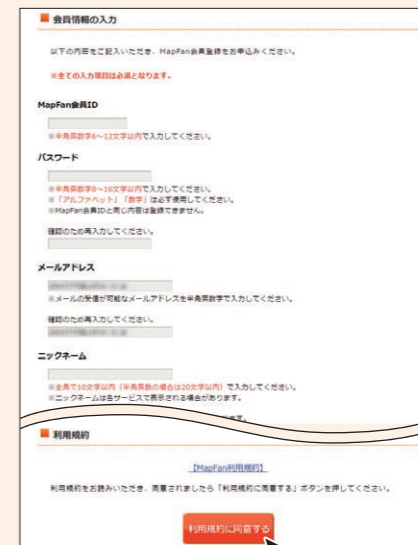 会員情報の入力
以下の内容をご記入いただき、MapFan会員登録をお申込みください。
※全ての入力項目は必須となります。
MapFan会員ID
※半角英数字6～12文字以内で入力してください。
パスワード
※半角英数字8～16文字以内で入力してください。
※「アルファベット」「数字」は必ず使用してください。
※MapFan会員IDと同じ内容は登録できません。
確認のため再入力してください。
メールアドレス
※メールの受信が可能なメールアドレスを半角英数字で入力してください。
確認のため再入力してください。
ニックネーム
※全角で10文字以内（半角英数の場合は20文字以内）で入力してください。
※ニックネームは各サービスで表示される場合があります。
利用規約
【MapFan利用規約】
利用規約をお読みいただき、同意されましたら「利用規約に同意する」ボタンを押してください。
利用規約に同意する